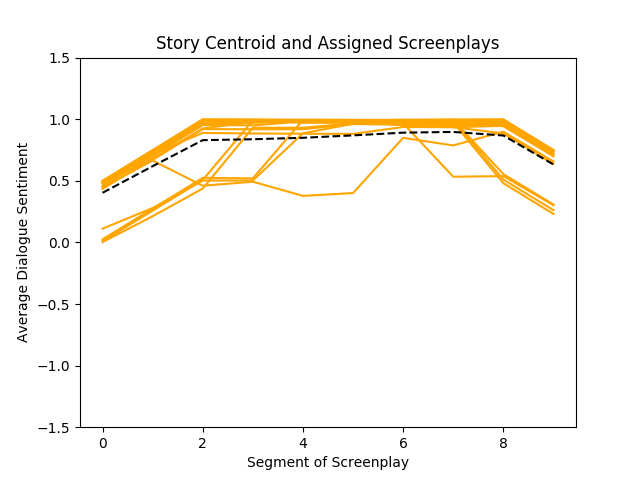 Story Centroid and Assigned Screenplays
1.5
1.0
0.5
0.0
−0.5
−1.0
−1.5
Average Dialogue Sentiment
0 2 4 6 8
Segment of Screenplay